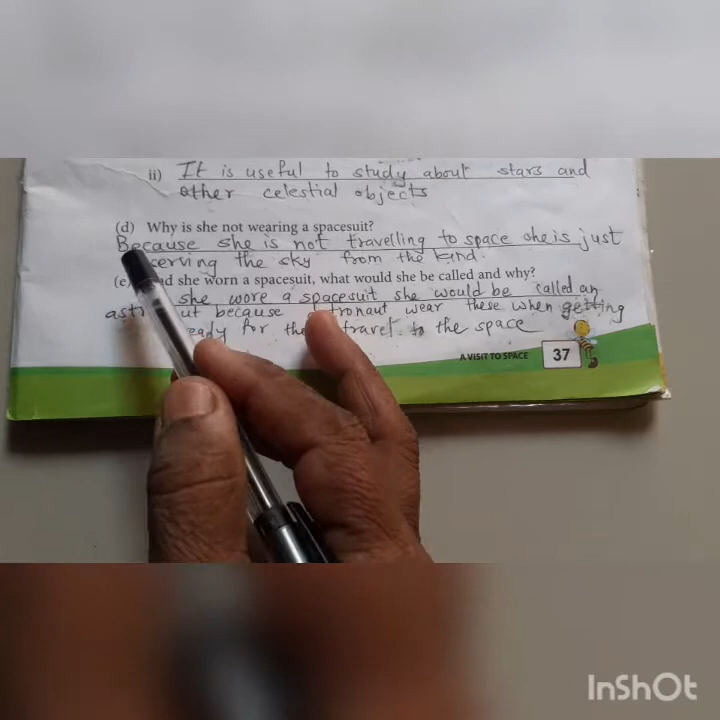 ii) It is useful to study about stars and
other celestial objects
(d) Why is she not wearing a spacesuit?
Because she is not travelling to space she is just
the sky from the
(e) she worn a spacesuit, what would she be called and why?
she wore a spacesuit she would be called an
because wear these when getting
for travel to the space
A VISIT TO SPACE 37
InShOt